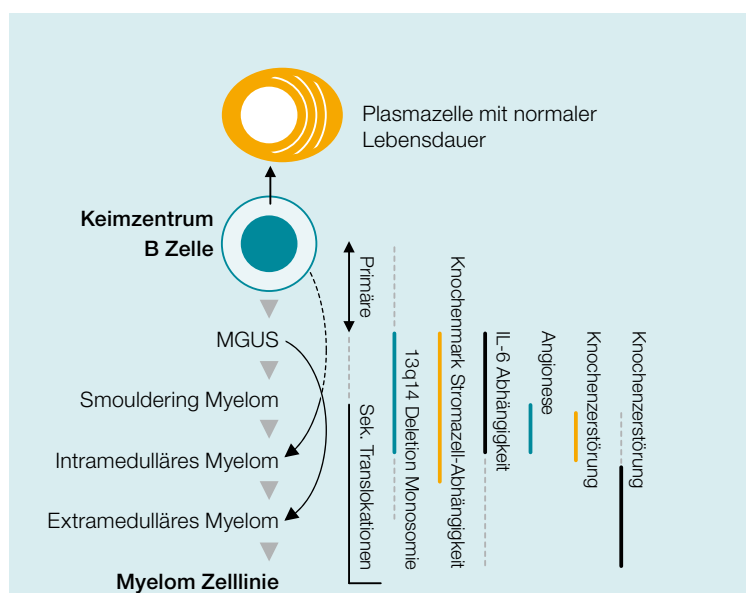 Plasmazelle mit normaler
Lebensdauer
Keimzentrum
B Zelle
MGUS
Smouldering Myelom
Intramedulläres Myelom
Extramedulläres Myelom
Myelom Zelllinie
Primäre
Sek. Translokationen
13q14 Deletion Monosomie
Knochenmark Stromazell-Abhängigkeit
IL-6 Abhängigkeit
Angionese
Knochenzerstörung
Knochenzerstörung